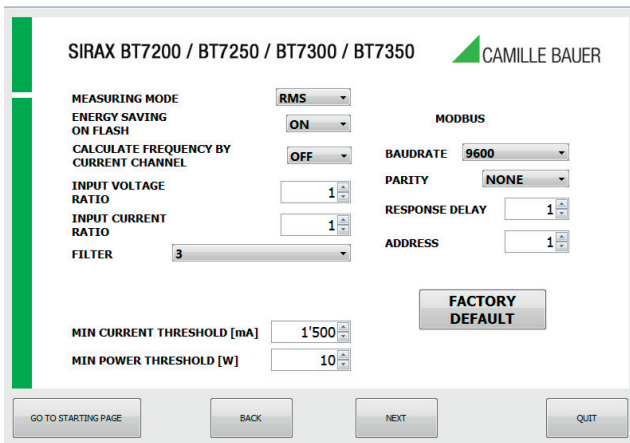 SIRAX BT7200 / BT7250 / BT7300 / BT7350
CAMILLE BAUER
MEASURING MODE
RMS
ENERGY SAVING
ON FLASH
ON
CALCULATE FREQUENCY BY
CURRENT CHANNEL
OFF
INPUT VOLTAGE
RATIO
1
INPUT CURRENT
RATIO
1
FILTER
3
MODBUS
BAUDRATE
9600
PARITY
NONE
RESPONSE DELAY
1
ADDRESS
1
FACTORY
DEFAULT
MIN CURRENT THRESHOLD [mA]
1'500
MIN POWER THRESHOLD [W]
10
GO TO STARTING PAGE
BACK
NEXT
QUIT